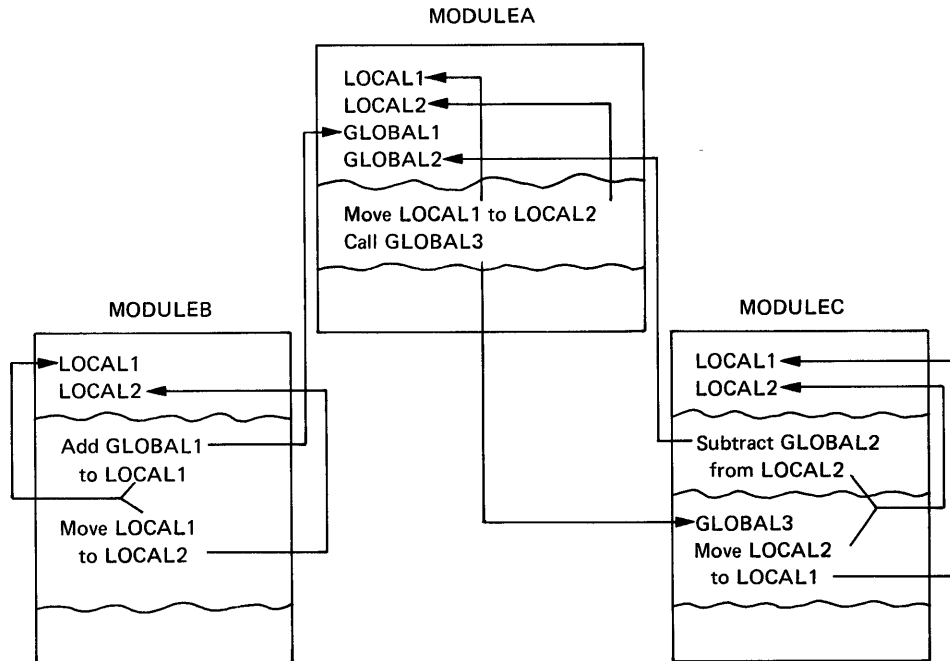 MODULEA
LOCAL1
LOCAL2
GLOBAL1
GLOBAL2
Move LOCAL1 to LOCAL2
Call GLOBAL3
MODULEB
LOCAL1
LOCAL2
Add GLOBAL1
to LOCAL1
Move LOCAL1
to LOCAL2
MODULEC
LOCAL1
LOCAL2
Subtract GLOBAL2
from LOCAL2
GLOBAL3
Move LOCAL2
to LOCAL1